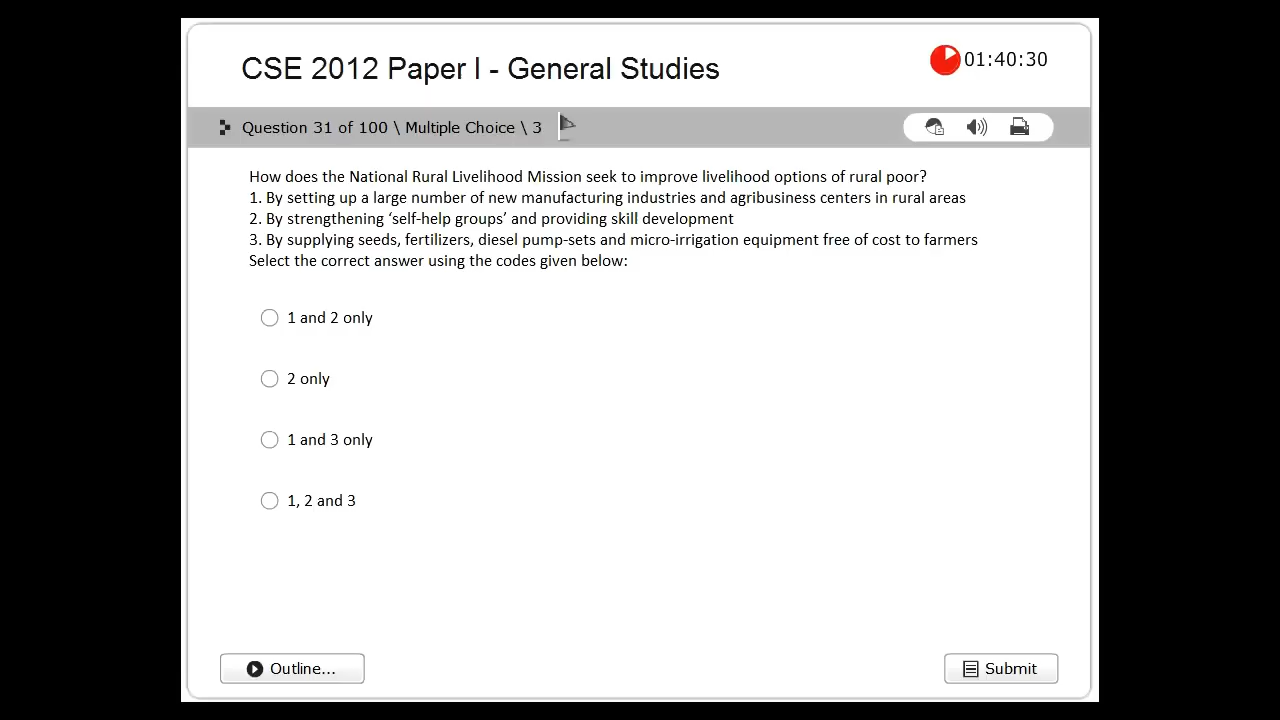 CSE 2012 Paper I - General Studies
01:40:30
Question 31 of 100 \ Multiple Choice \ 3
How does the National Rural Livelihood Mission seek to improve livelihood options of rural poor?
1. By setting up a large number of new manufacturing industries and agribusiness centers in rural areas
2. By strengthening ‘self-help groups’ and providing skill development
3. By supplying seeds, fertilizers, diesel pump-sets and micro-irrigation equipment free of cost to farmers
Select the correct answer using the codes given below:
1 and 2 only
2 only
1 and 3 only
1, 2 and 3
Outline...
Submit